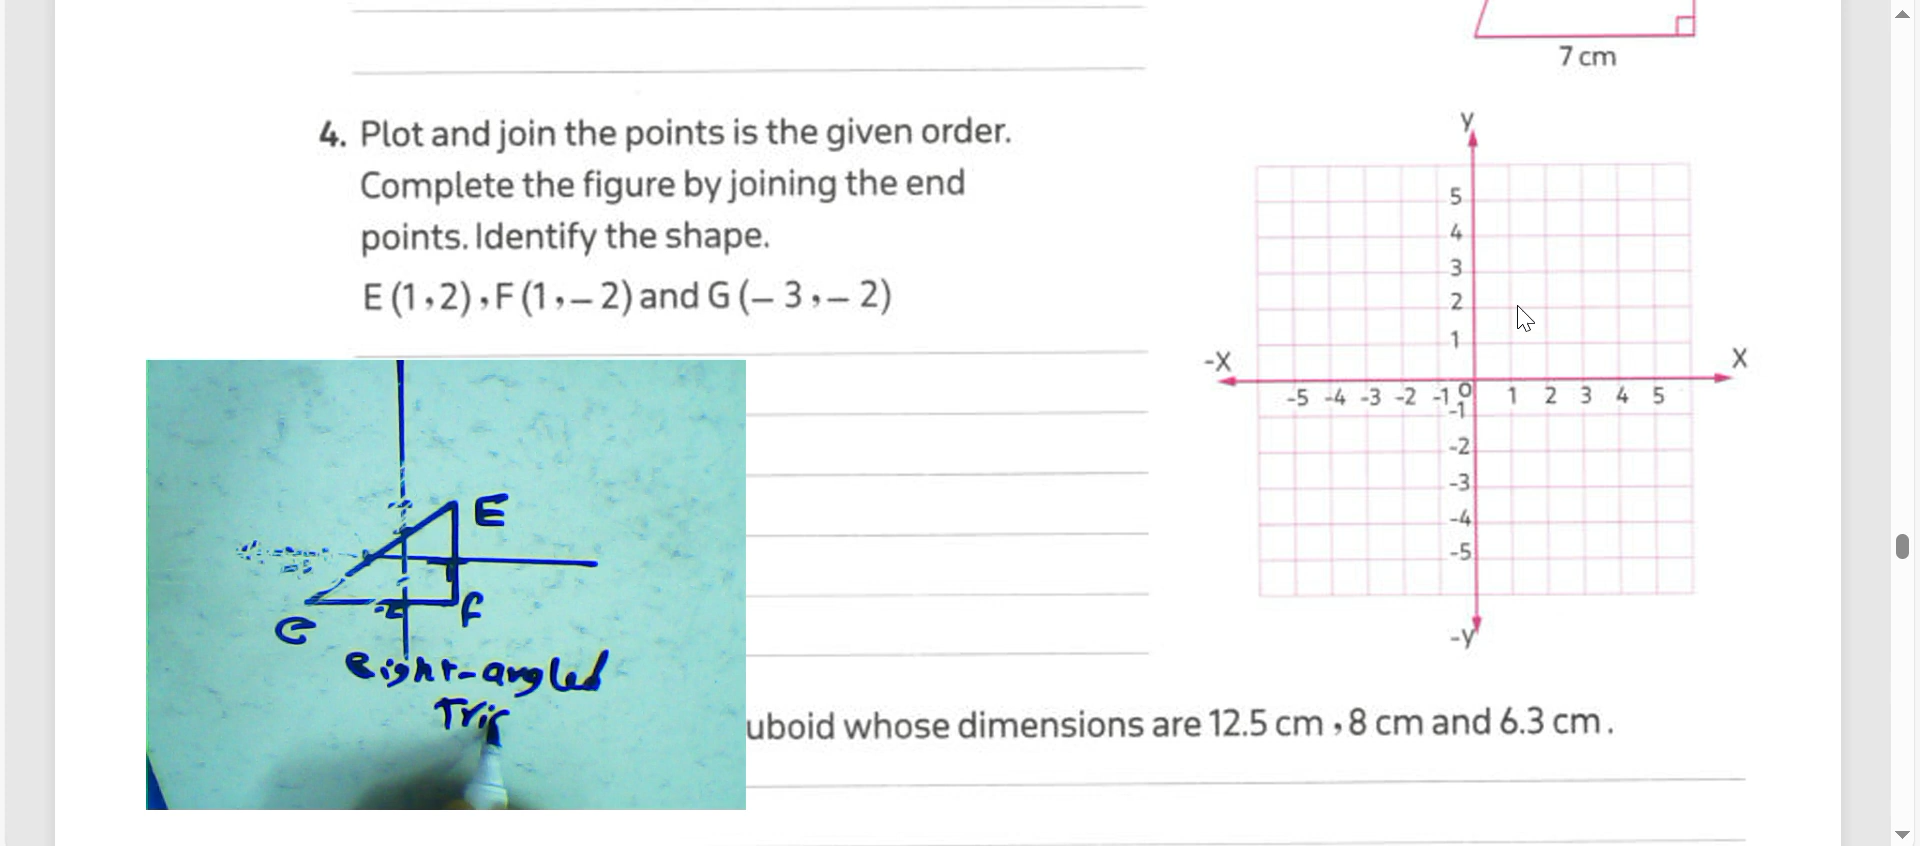 7 cm
4. Plot and join the points is the given order.
Complete the figure by joining the end
points. Identify the shape.
E (1 , 2) , F (1 , – 2) and G (– 3 , – 2)
y
5
4
3
2
1
-X
X
-5 -4 -3 -2 -1 O 1 2 3 4 5
-1
-2
-3
-4
-5
-y
E
-2
F
G
Right-angled
Tri
uboid whose dimensions are 12.5 cm , 8 cm and 6.3 cm .